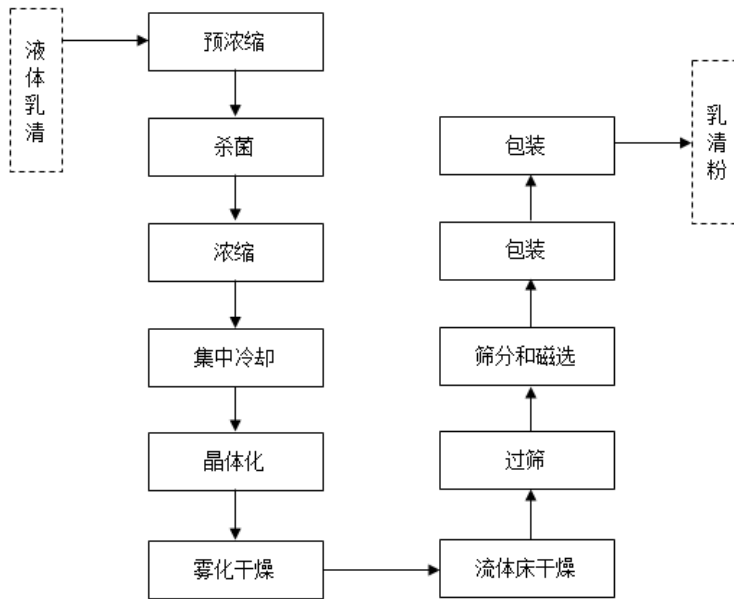 液体乳清
预浓缩
杀菌
浓缩
集中冷却
晶体化
雾化干燥
流体床干燥
过筛
筛分和磁选
包装
包装
乳清粉